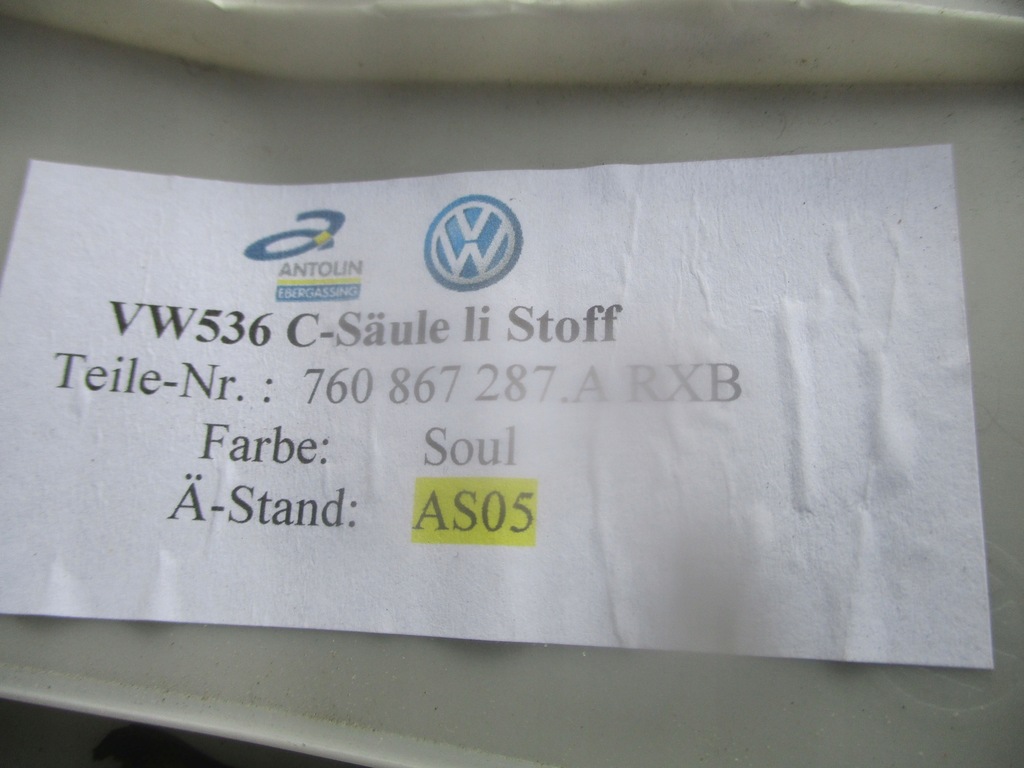 ANTOLIN
EBERGASSING
VW536 C-Säule li Stoff
Teile-Nr. : 760 867 287.A RXB
Farbe: Soul
Ä-Stand: AS05